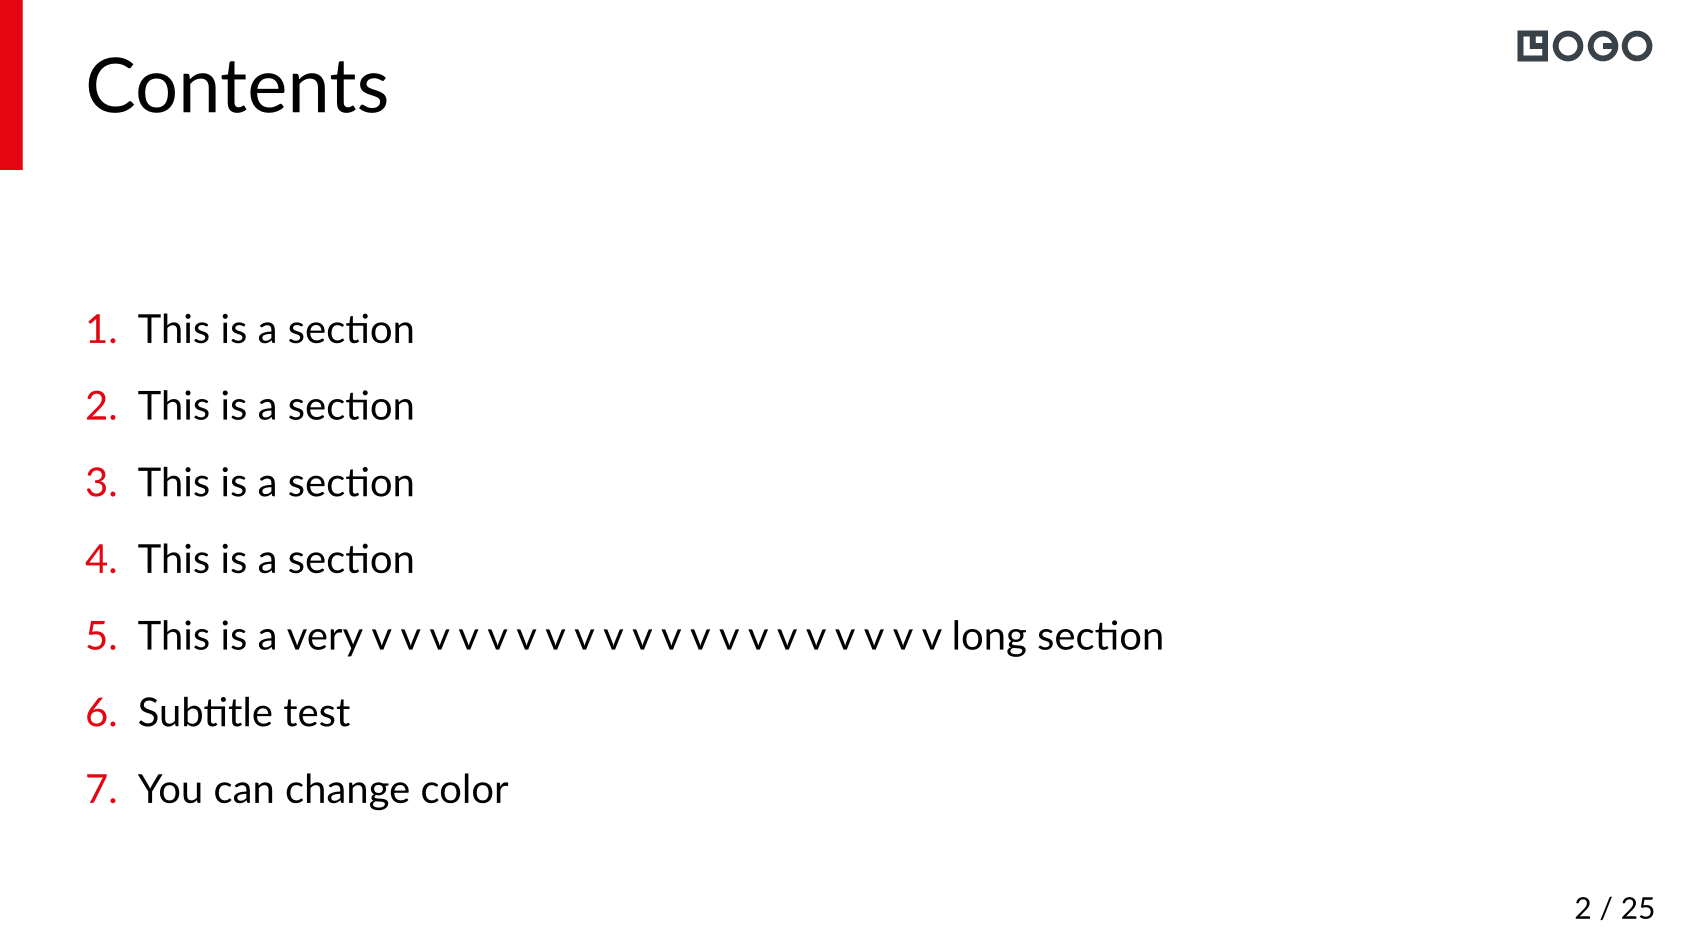 LOGO
Contents
1. This is a section
2. This is a section
3. This is a section
4. This is a section
5. This is a very v v v v v v v v v v v v v v v v v v v v long section
6. Subtitle test
7. You can change color
2 / 25